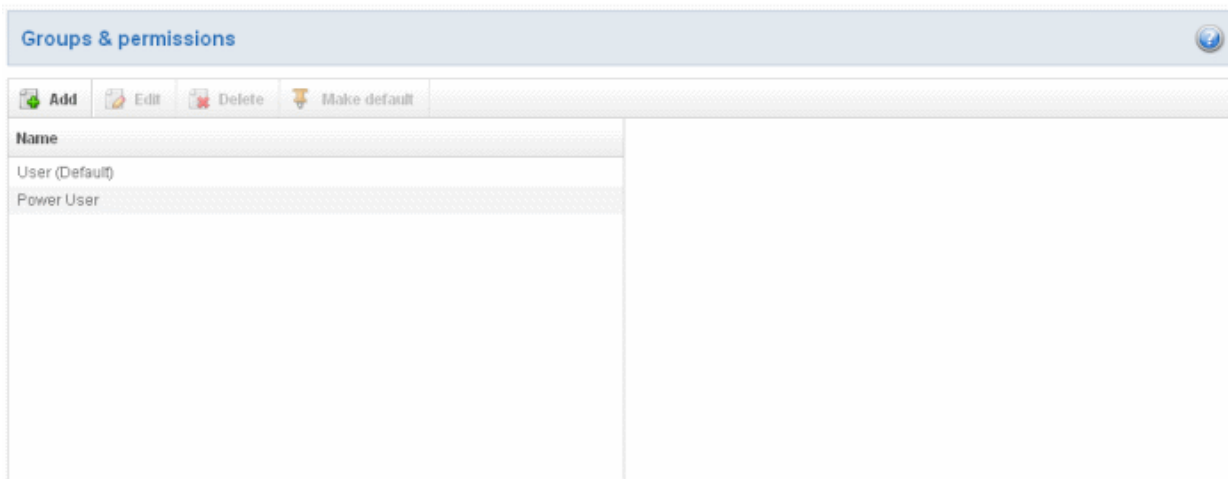 Groups & permissions
Add Edit Delete Make default
Name
User (Default)
Power User